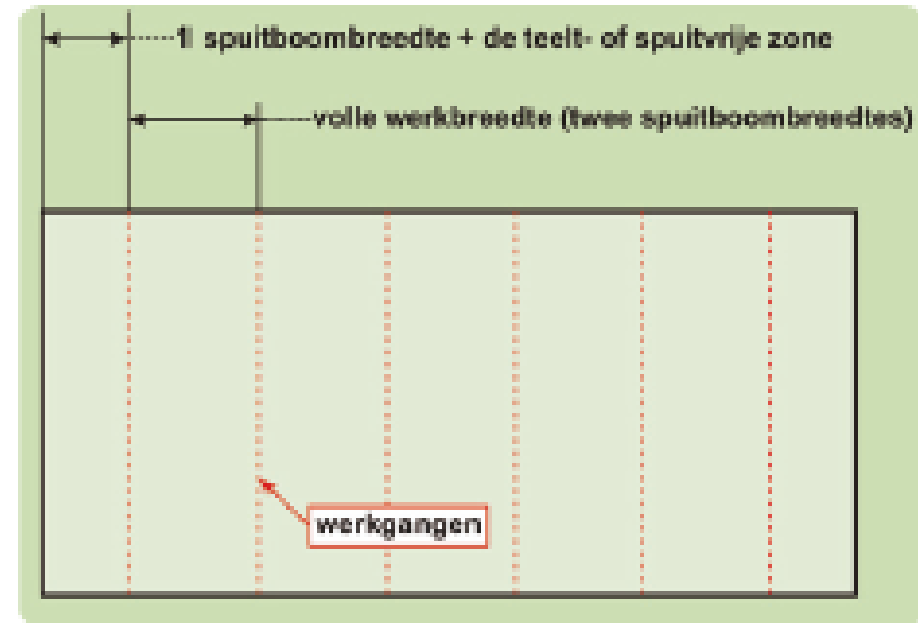 1 spuitboombreedte + de teelt- of spuitvrije zone
volle werkbreedte (twee spuitboombreedtes)
werkgangen